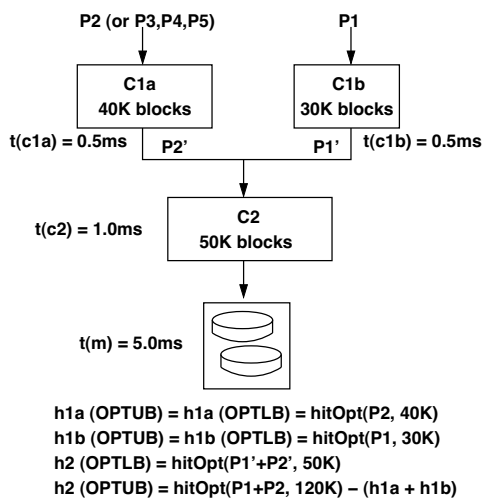 P2 (or P3,P4,P5)
P1
C1a
40K blocks
C1b
30K blocks
t(c1a) = 0.5ms
P2’
P1’
t(c1b) = 0.5ms
C2
50K blocks
t(c2) = 1.0ms
t(m) = 5.0ms
h1a (OPTUB) = h1a (OPTLB) = hitOpt(P2, 40K)
h1b (OPTUB) = h1b (OPTLB) = hitOpt(P1, 30K)
h2 (OPTLB) = hitOpt(P1’+P2’, 50K)
h2 (OPTUB) = hitOpt(P1+P2, 120K) − (h1a + h1b)